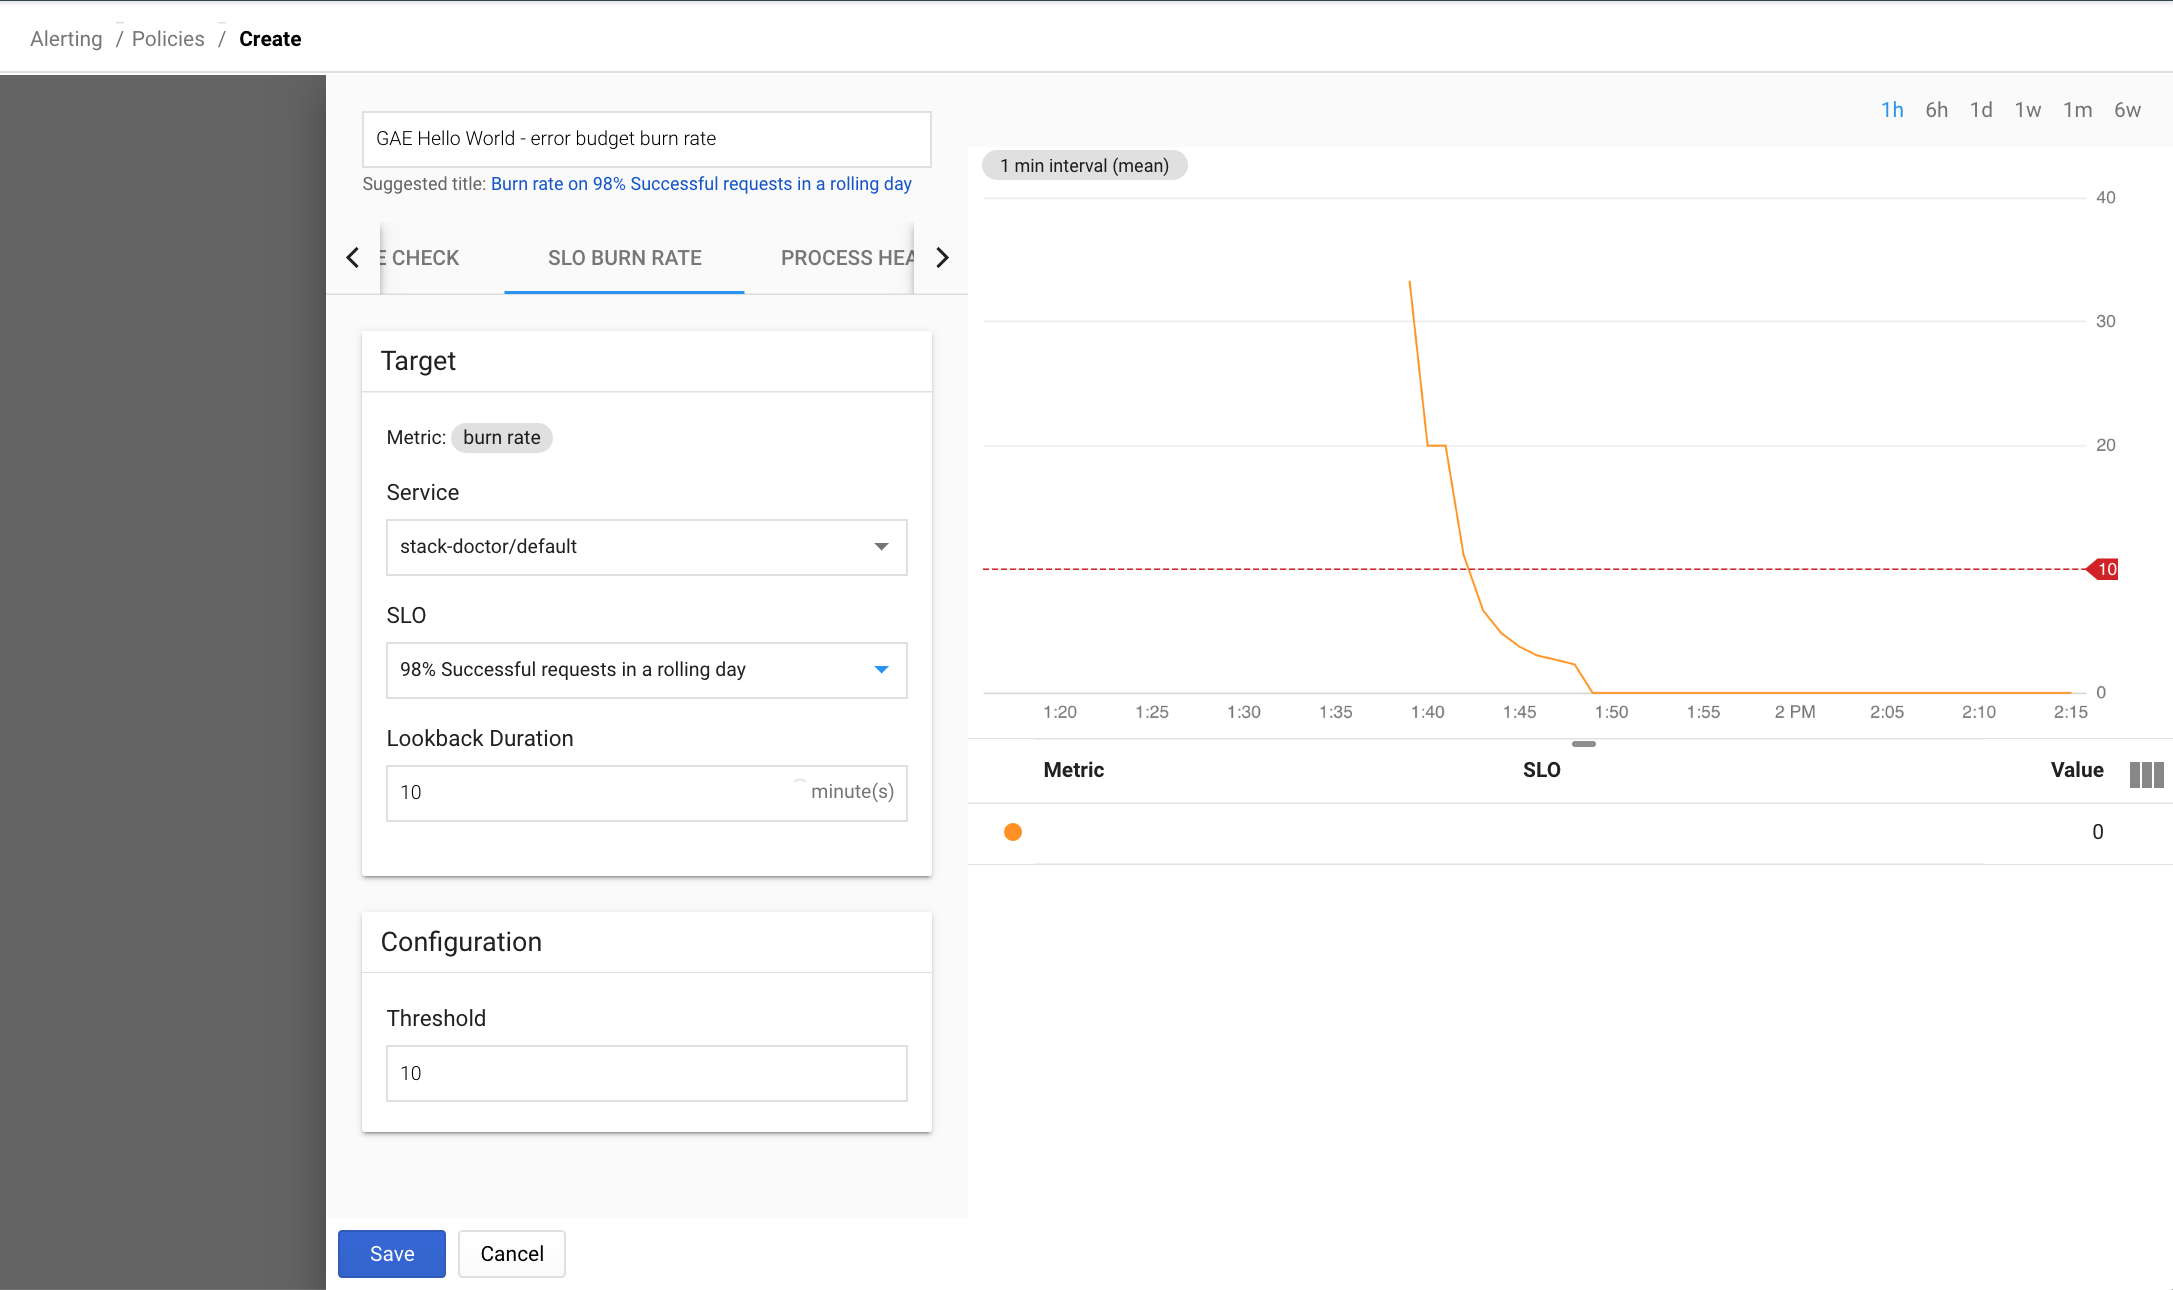 Alerting / Policies / Create
GAE Hello World - error budget burn rate
Suggested title: Burn rate on 98% Successful requests in a rolling day
E CHECK
SLO BURN RATE
PROCESS HEA
Target
Metric: burn rate
Service
stack-doctor/default
SLO
98% Successful requests in a rolling day
Lookback Duration
10 minute(s)
Configuration
Threshold
10
Save
Cancel
1h 6h 1d 1w 1m 6w
1 min interval (mean)
40
30
20
10
0
1:20 1:25 1:30 1:35 1:40 1:45 1:50 1:55 2 PM 2:05 2:10 2:15
Metric SLO Value
0